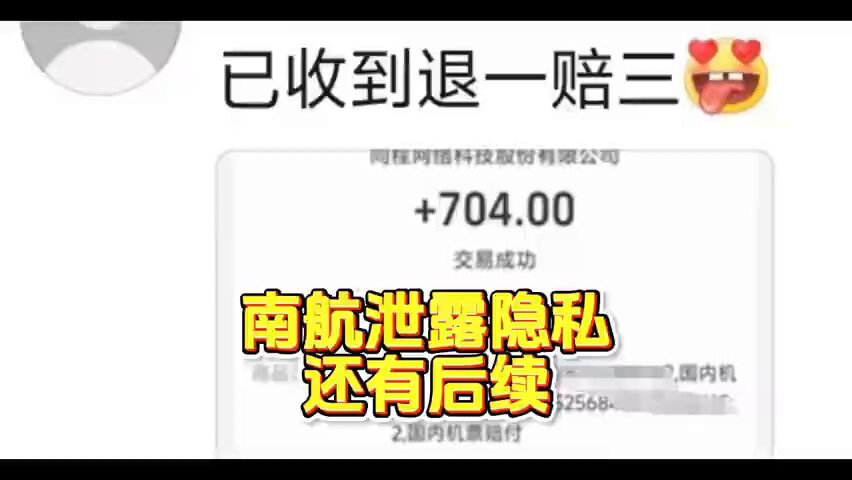 已收到退一赔三
同程网络科技股份有限公司
+704.00
交易成功
南航泄露隐私
还有后续
2,国内机
52568
2,国内机票赔付